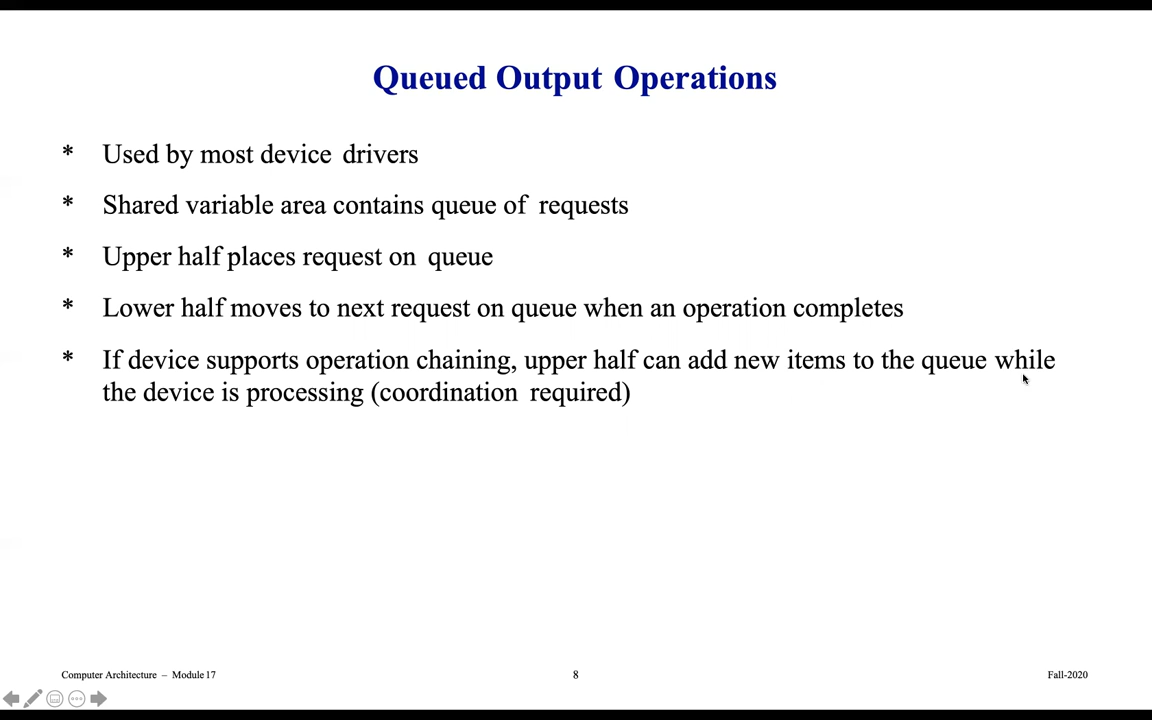 Queued Output Operations
* Used by most device drivers
* Shared variable area contains queue of requests
* Upper half places request on queue
* Lower half moves to next request on queue when an operation completes
* If device supports operation chaining, upper half can add new items to the queue while
the device is processing (coordination required)
Computer Architecture – Module 17
8
Fall-2020